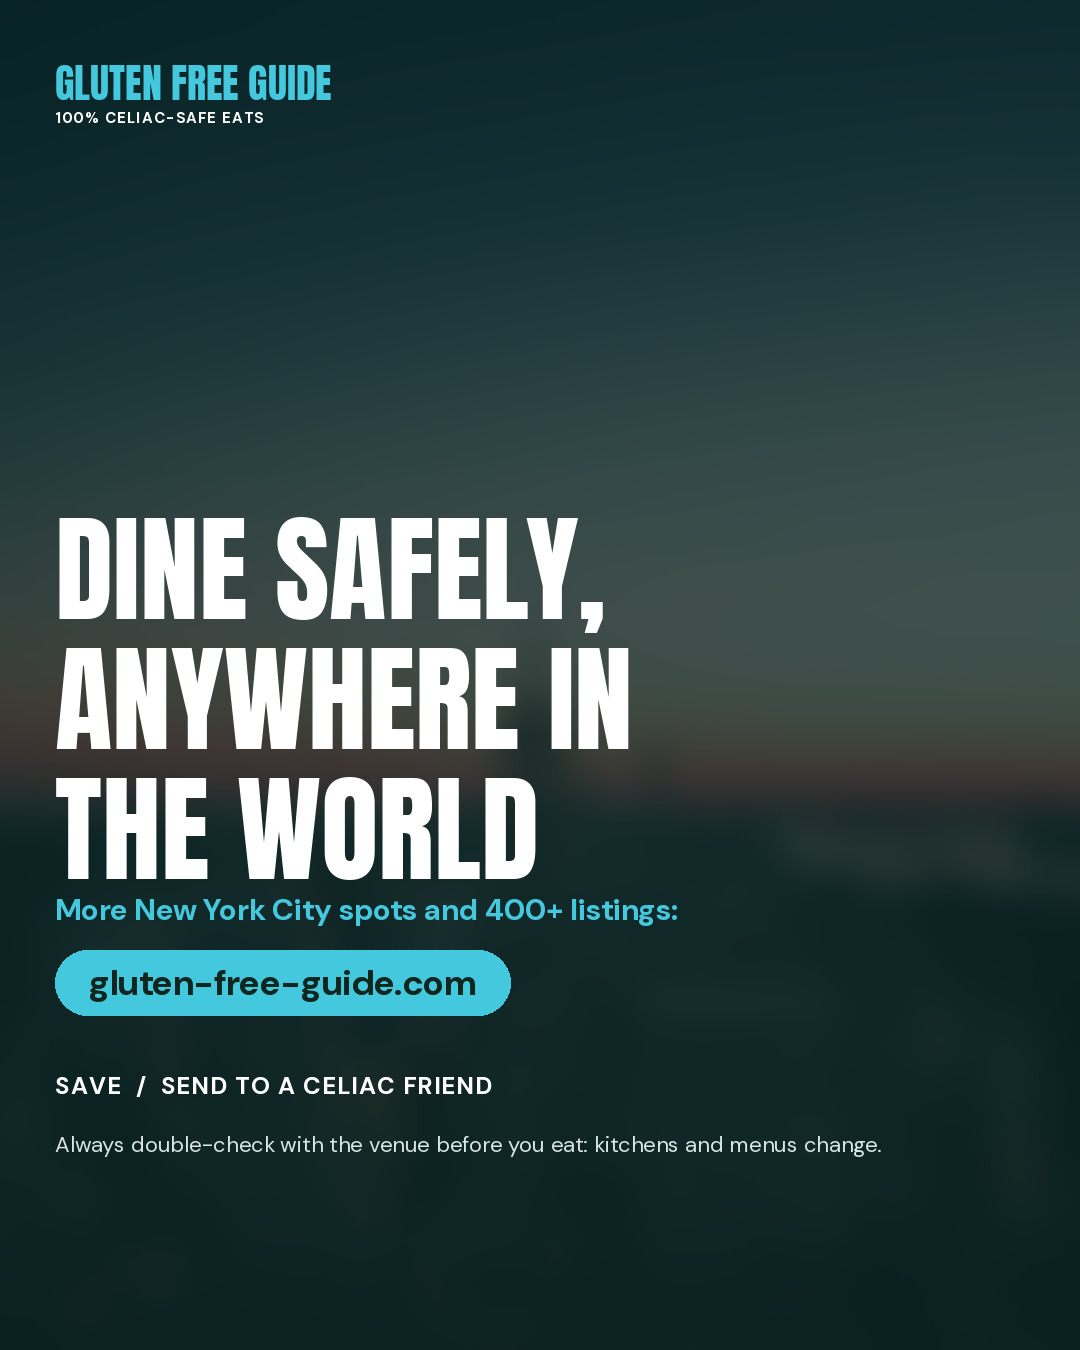 GLUTEN FREE GUIDE
100% CELIAC-SAFE EATS
DINE SAFELY,
ANYWHERE IN
THE WORLD
More New York City spots and 400+ listings:
gluten-free-guide.com
SAVE / SEND TO A CELIAC FRIEND
Always double-check with the venue before you eat: kitchens and menus change.